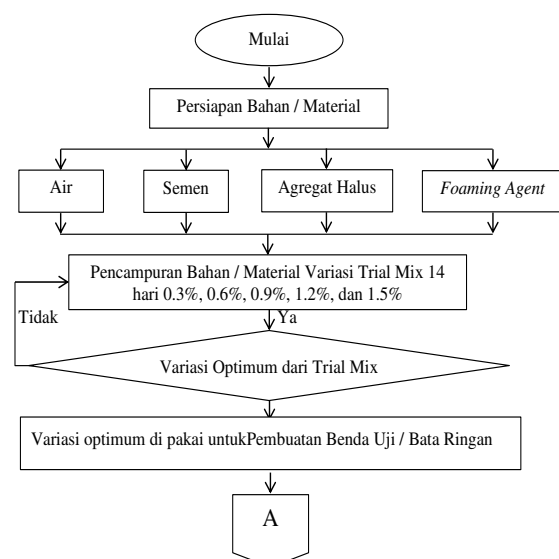 Mulai
Persiapan Bahan / Material
Air
Semen
Agregat Halus
Foaming Agent
Pencampuran Bahan / Material Variasi Trial Mix 14
hari 0.3%, 0.6%, 0.9%, 1.2%, dan 1.5%
Tidak
Ya
Variasi Optimum dari Trial Mix
Variasi optimum di pakai untukPembuatan Benda Uji / Bata Ringan
A